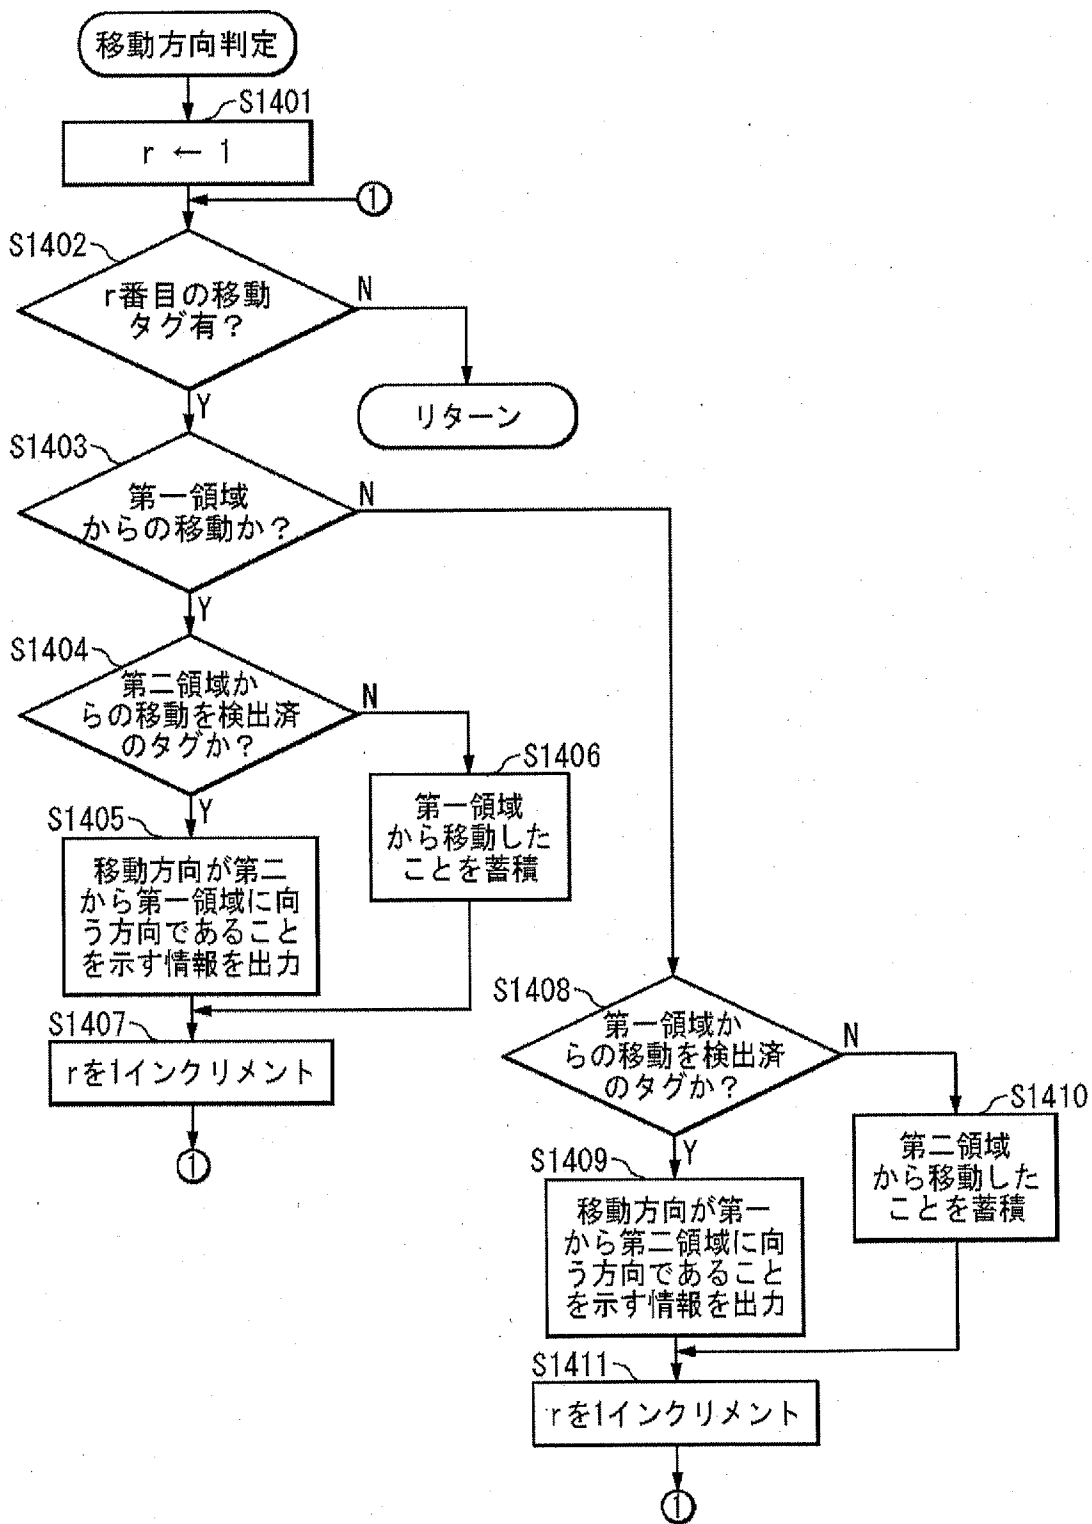 移動方向判定
S1401
r ← 1
①
S1402
r番目の移動
タグ有?
N
Y
リターン
S1403
第一領域
からの移動か?
N
Y
S1404
第二領域か
らの移動を検出済
のタグか?
N
Y
S1405
移動方向が第二
から第一領域に向
う方向であること
を示す情報を出力
S1406
第一領域
から移動した
ことを蓄積
S1407
rを1インクリメント
①
S1408
第一領域か
らの移動を検出済
のタグか?
N
Y
S1409
移動方向が第一
から第二領域に向
う方向であること
を示す情報を出力
S1410
第二領域
から移動した
ことを蓄積
S1411
rを1インクリメント
①